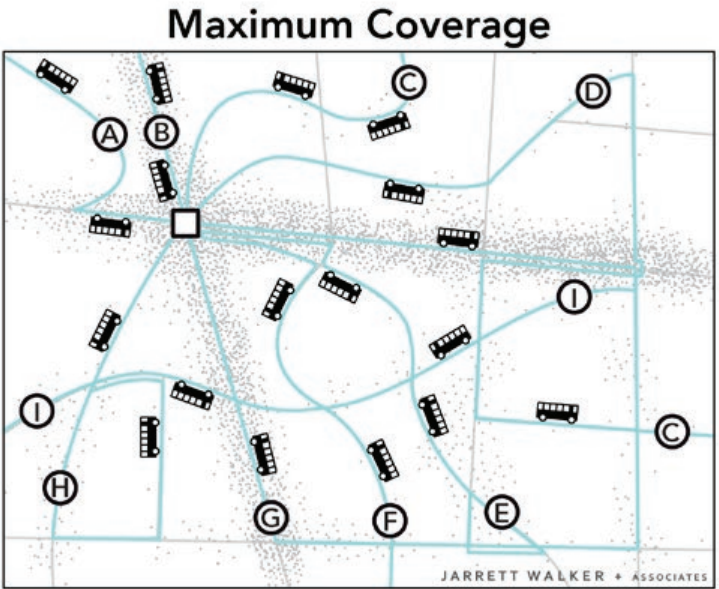 Maximum Coverage
C
D
A
B
I
I
C
H
G
F
E
JARRETT WALKER + ASSOCIATES